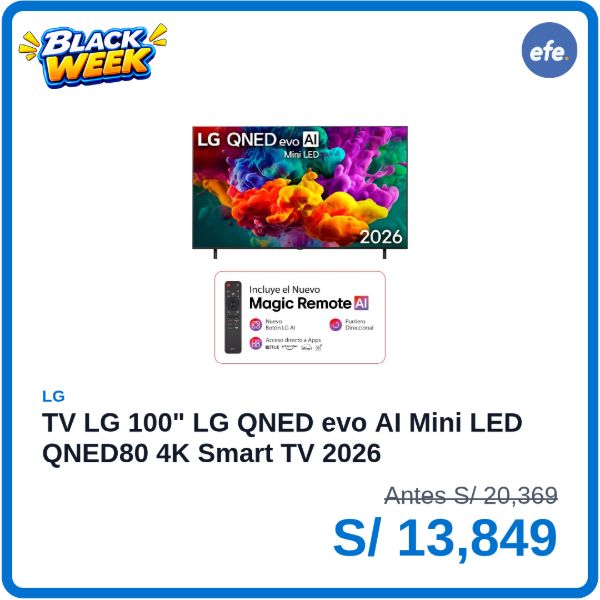 BLACK
WEEK
efe.
LG QNED evo AI
Mini LED
2026
Incluye el Nuevo
Magic Remote AI
Nuevo
Botón LG AI
Puntero
Direccional
Acceso directo a Apps
NETFLIX
LG
TV LG 100" LG QNED evo AI Mini LED
QNED80 4K Smart TV 2026
Antes S/ 20,369
S/ 13,849